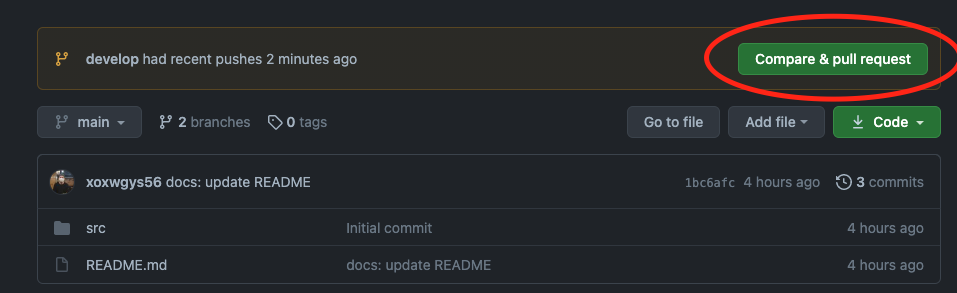 develop had recent pushes 2 minutes ago Compare & pull request
main 2 branches 0 tags Go to file Add file Code
xoxwgys56 docs: update README 1bc6afc 4 hours ago 3 commits
src Initial commit 4 hours ago
README.md docs: update README 4 hours ago